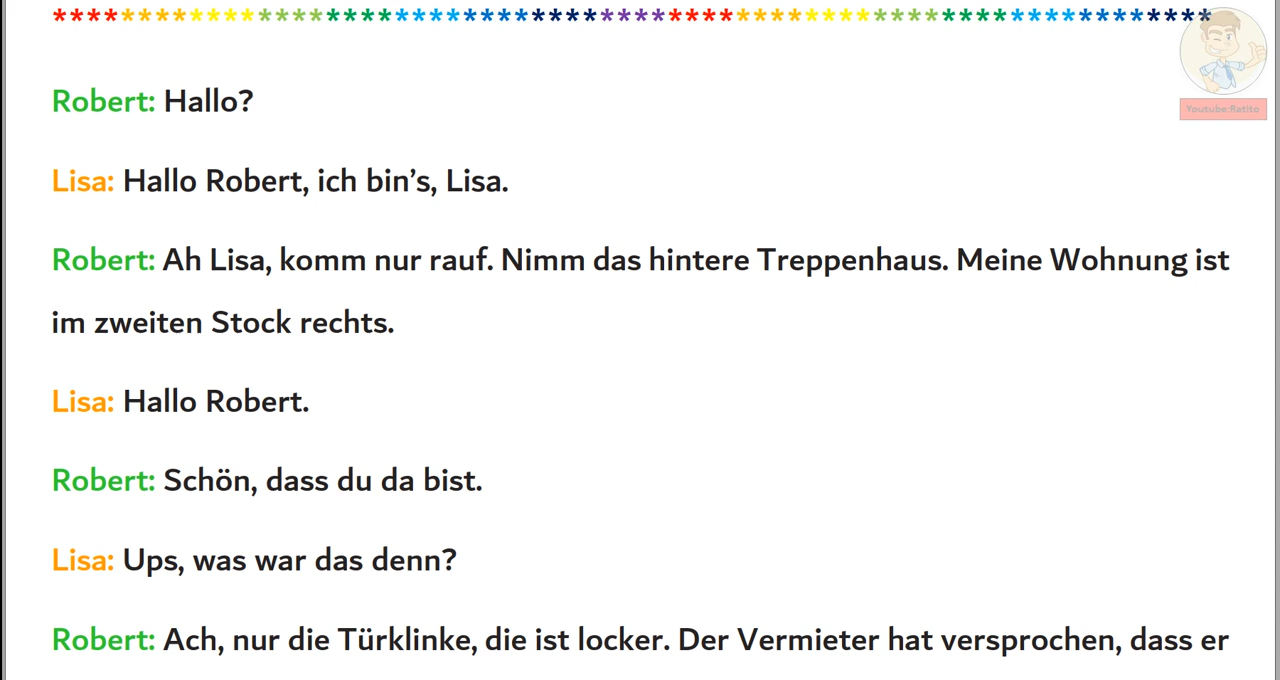 ************************************************************************
Youtube:Ratito
Robert: Hallo?
Lisa: Hallo Robert, ich bin’s, Lisa.
Robert: Ah Lisa, komm nur rauf. Nimm das hintere Treppenhaus. Meine Wohnung ist
im zweiten Stock rechts.
Lisa: Hallo Robert.
Robert: Schön, dass du da bist.
Lisa: Ups, was war das denn?
Robert: Ach, nur die Türklinke, die ist locker. Der Vermieter hat versprochen, dass er